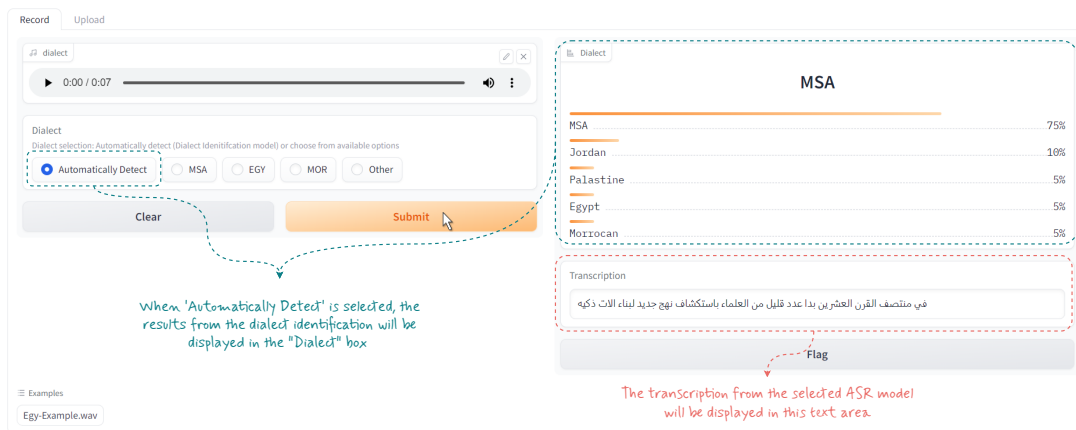 Record Upload
dialect
0:00 / 0:07
Dialect
Dialect selection: Automatically detect (Dialect Idenitifcation model) or choose from available options
Automatically Detect MSA EGY MOR Other
Clear Submit
When 'Automatically Detect' is selected, the
results from the dialect identification will be
displayed in the "Dialect" box
Examples
Egy-Example.wav
Dialect
MSA
MSA 75%
Jordan 10%
Palastine 5%
Egypt 5%
Morrocan 5%
Transcription
في منتصف القرن العشرين بدا عدد قليل من العلماء باستكشاف نهج جديد لبناء الات ذكيه
Flag
The transcription from the selected ASR model
will be displayed in this text area